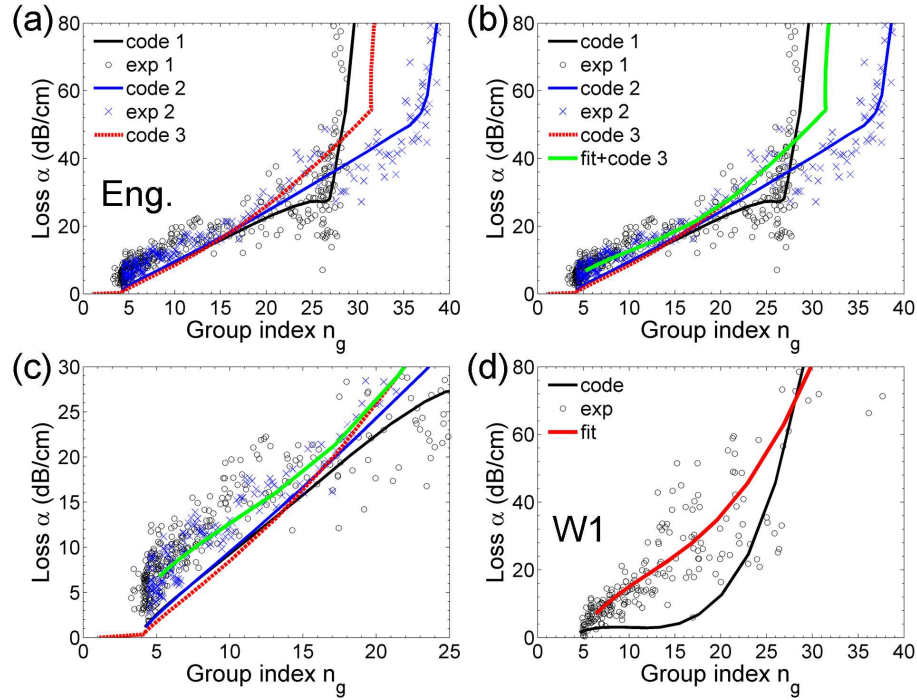 (a)
80
60
40
20
0
Loss α (dB/cm)
code 1
exp 1
code 2
exp 2
code 3
Eng.
0 5 10 15 20 25 30 35 40
Group index n_g
(b)
80
60
40
20
0
Loss α (dB/cm)
code 1
exp 1
code 2
exp 2
code 3
fit+code 3
0 5 10 15 20 25 30 35 40
Group index n_g
(c)
30
25
20
15
10
5
0
Loss α (dB/cm)
0 5 10 15 20 25
Group index n_g
(d)
80
60
40
20
0
Loss α (dB/cm)
code
exp
fit
W1
0 5 10 15 20 25 30 35 40
Group index n_g